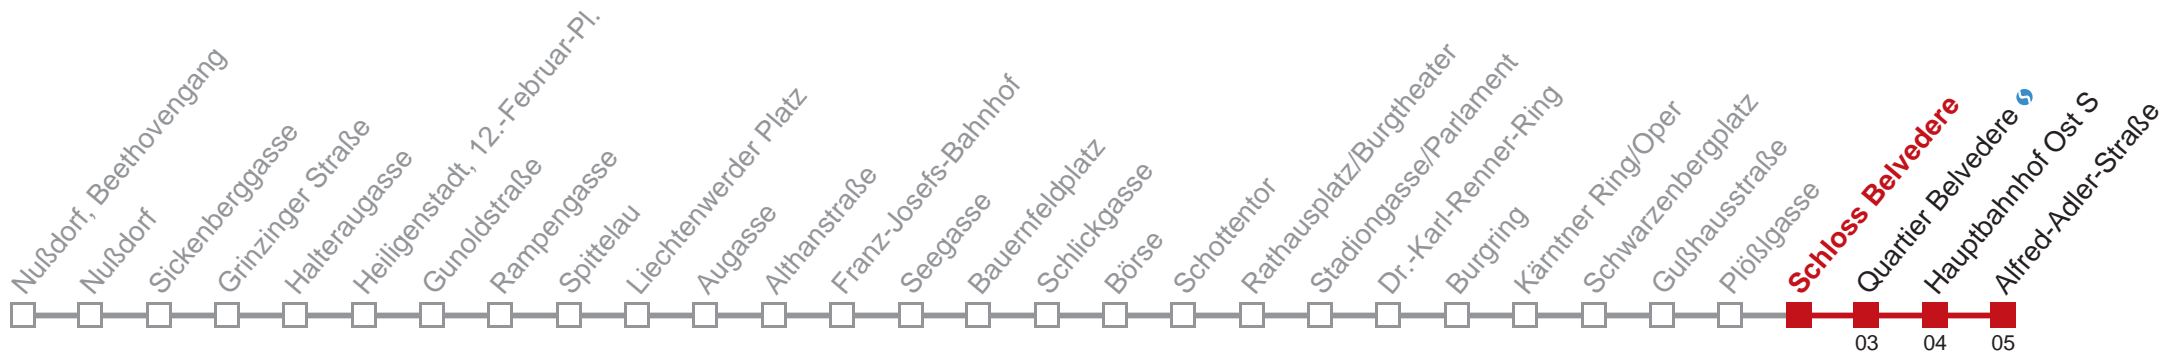 Nußdorf, Beethovengang
Nußdorf
Sickenberggasse
Grinzinger Straße
Halteraugasse
Heiligenstadt, 12.-Februar-Pl.
Gunoldstraße
Rampengasse
Spittelau
Liechtenwerder Platz
Augasse
Althanstraße
Franz-Josefs-Bahnhof
Seegasse
Bauernfeldplatz
Schlickgasse
Börse
Schottentor
Rathausplatz/Burgtheater
Stadiongasse/Parlament
Dr.-Karl-Renner-Ring
Burgring
Kärntner Ring/Oper
Schwarzenbergplatz
Gußhausstraße
Plößlgasse
Schloss Belvedere
Quartier Belvedere
Hauptbahnhof Ost S
Alfred-Adler-Straße
03
04
05